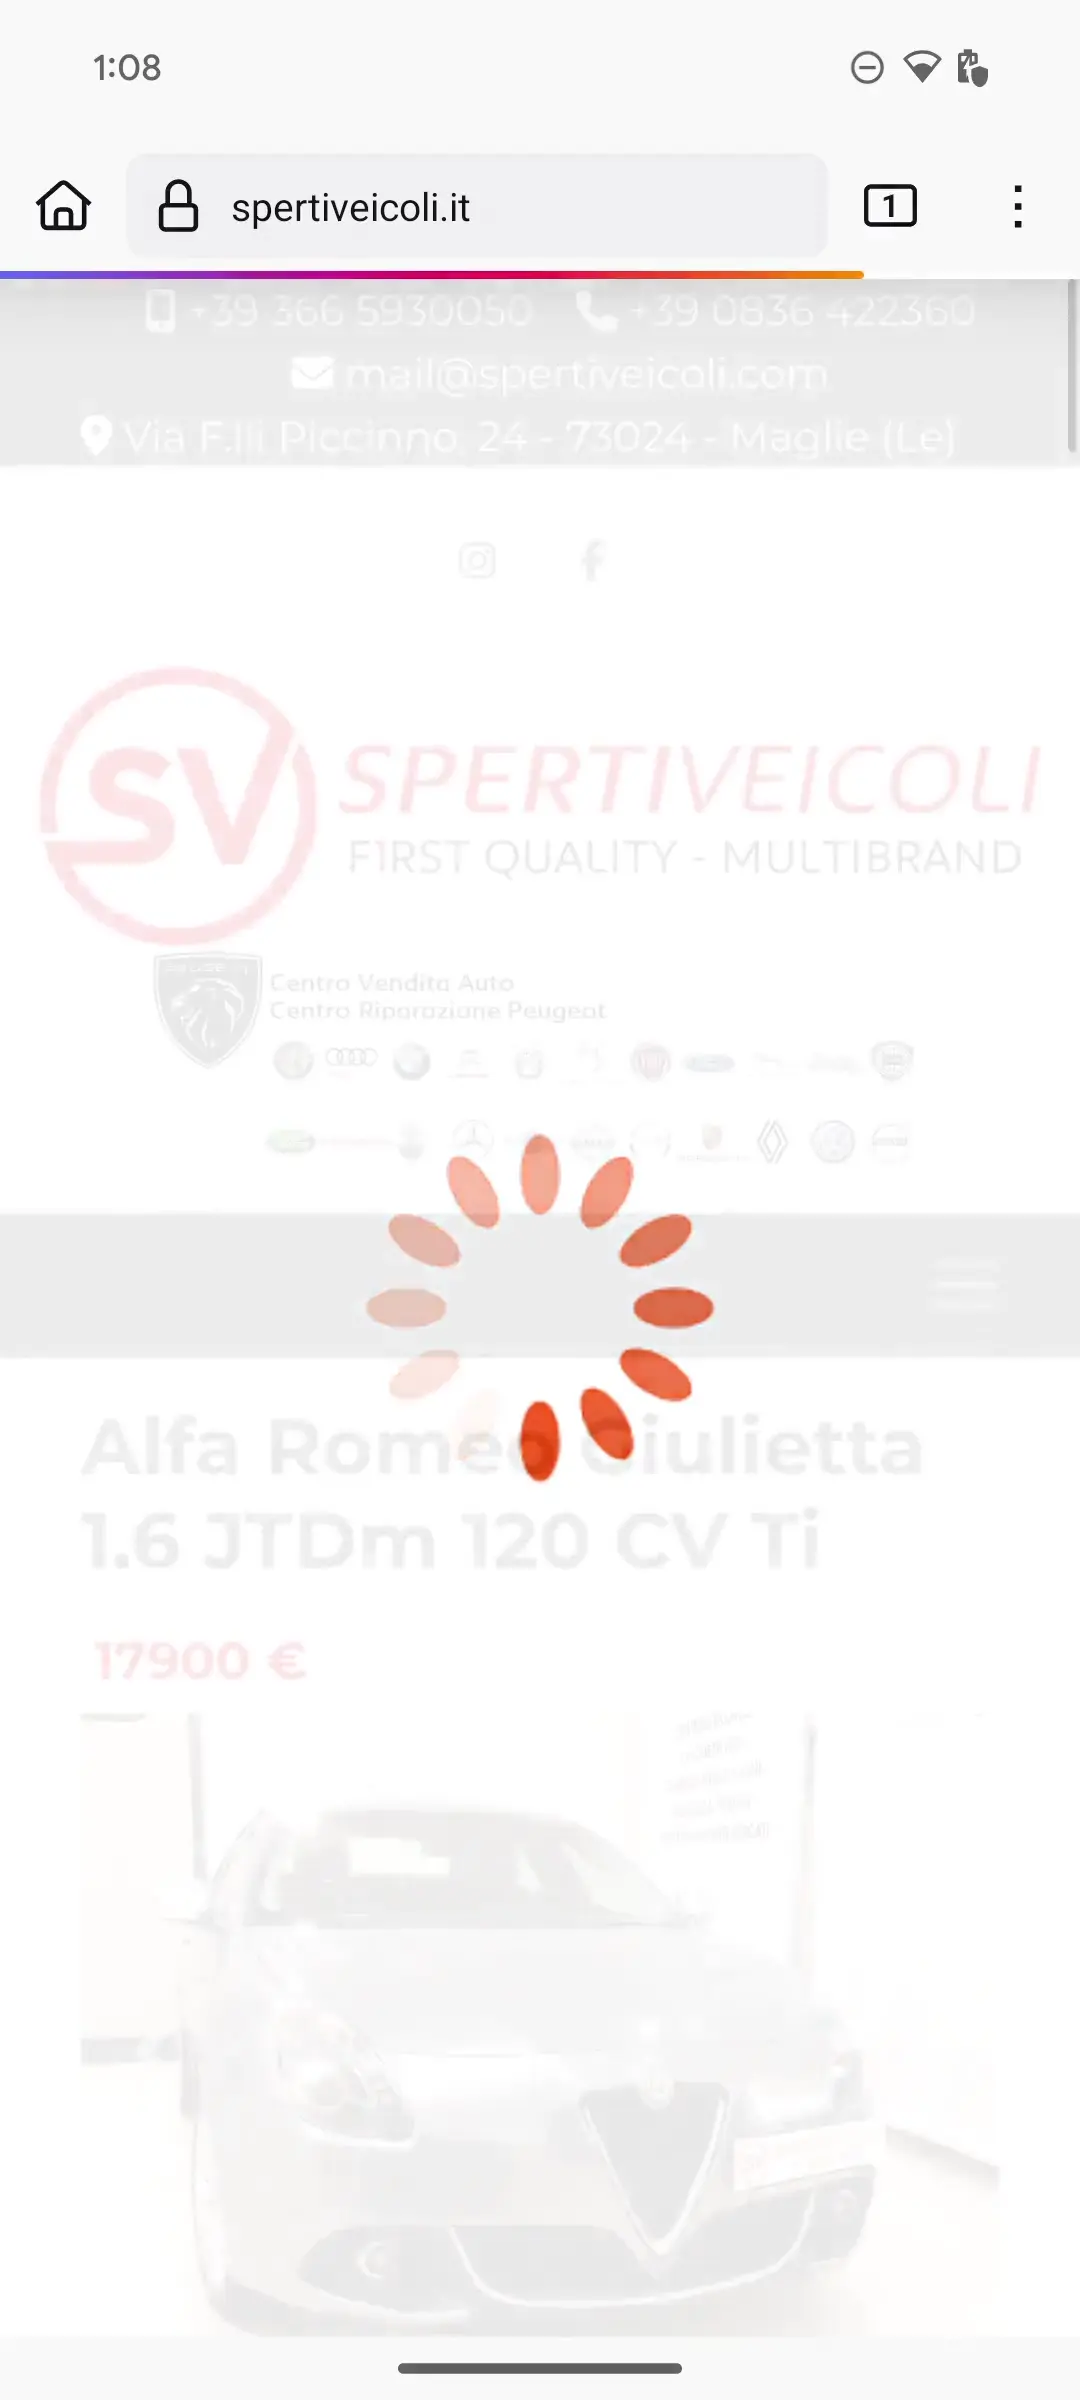 1:08
spertiveicoli.it
1
+39 366 5930050 +39 0836 422360
mail@spertiveicoli.com
Via F.lli Piccinno, 24 - 73024 - Maglie (Le)
SV
SPERTIVEICOLI
FIRST QUALITY - MULTIBRAND
Centro Vendita Auto
Centro Riparazione Peugeot
Alfa Romeo Giulietta
1.6 JTDm 120 CV Ti
17900 €